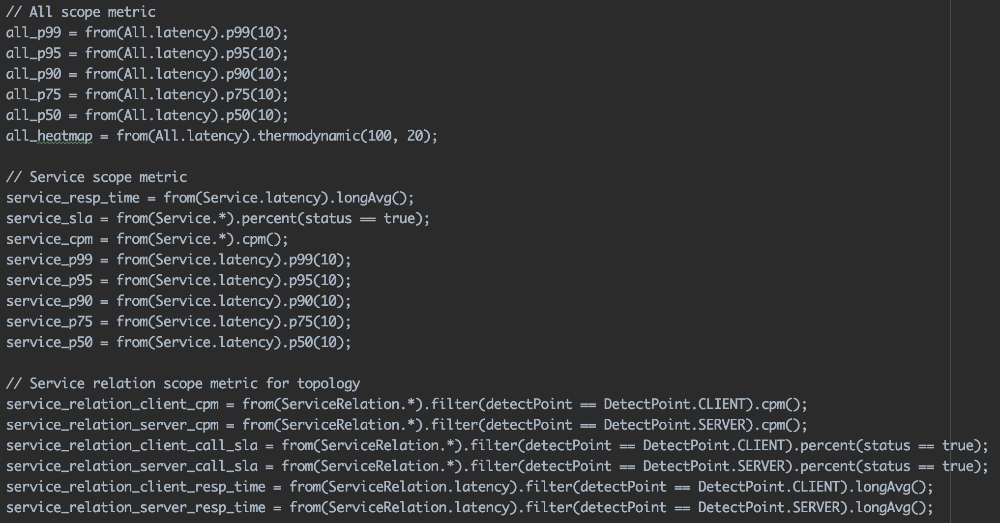 // All scope metric
all_p99 = from(All.latency).p99(10);
all_p95 = from(All.latency).p95(10);
all_p90 = from(All.latency).p90(10);
all_p75 = from(All.latency).p75(10);
all_p50 = from(All.latency).p50(10);
all_heatmap = from(All.latency).thermodynamic(100, 20);

// Service scope metric
service_resp_time = from(Service.latency).longAvg();
service_sla = from(Service.*).percent(status == true);
service_cpm = from(Service.*).cpm();
service_p99 = from(Service.latency).p99(10);
service_p95 = from(Service.latency).p95(10);
service_p90 = from(Service.latency).p90(10);
service_p75 = from(Service.latency).p75(10);
service_p50 = from(Service.latency).p50(10);

// Service relation scope metric for topology
service_relation_client_cpm = from(ServiceRelation.*).filter(detectPoint == DetectPoint.CLIENT).cpm();
service_relation_server_cpm = from(ServiceRelation.*).filter(detectPoint == DetectPoint.SERVER).cpm();
service_relation_client_call_sla = from(ServiceRelation.*).filter(detectPoint == DetectPoint.CLIENT).percent(status == true);
service_relation_server_call_sla = from(ServiceRelation.*).filter(detectPoint == DetectPoint.SERVER).percent(status == true);
service_relation_client_resp_time = from(ServiceRelation.latency).filter(detectPoint == DetectPoint.CLIENT).longAvg();
service_relation_server_resp_time = from(ServiceRelation.latency).filter(detectPoint == DetectPoint.SERVER).longAvg();